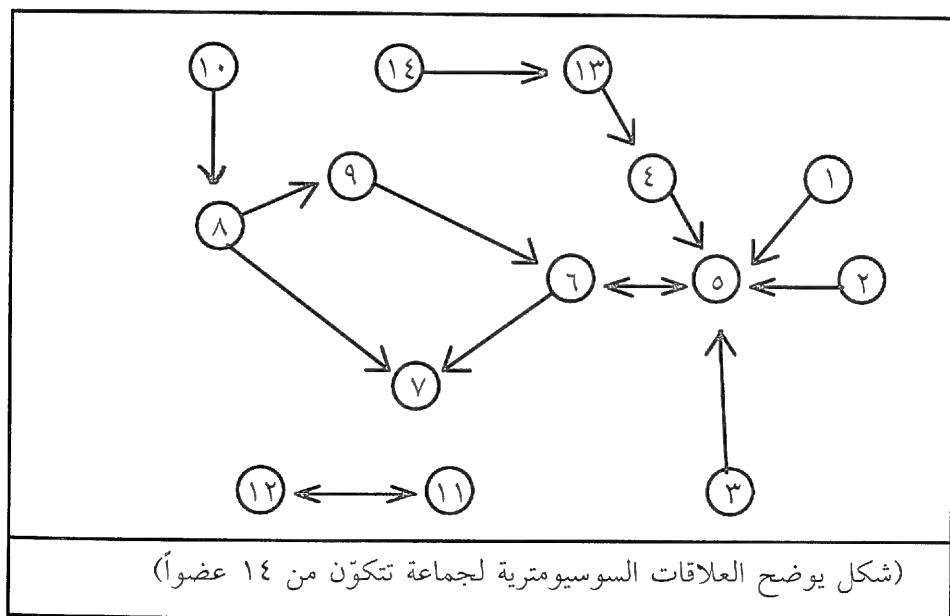 ١٠ ١٤ ١٣
٩ ٤ ١
٨
٦ ٥ ٢
٧
١٢ ١١ ٣
(شكل يوضح العلاقات السوسيومترية لجماعة تتكوّن من ١٤ عضواً)